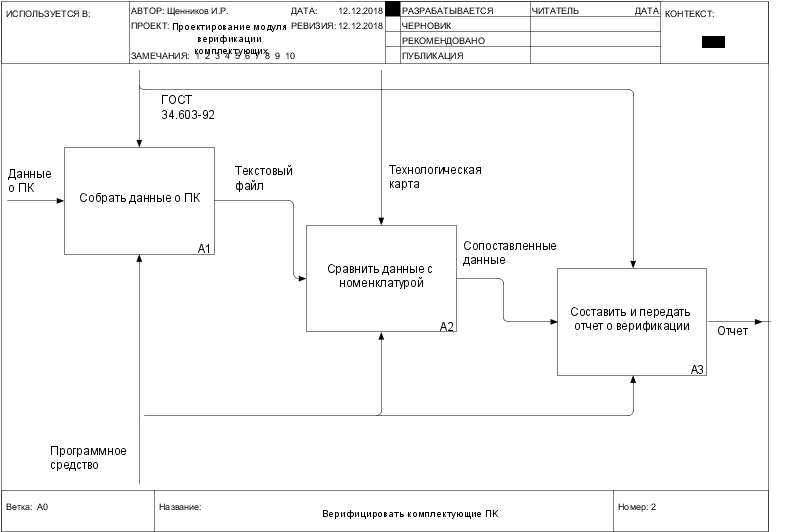 ИСПОЛЬЗУЕТСЯ В:
АВТОР: Щенников И.Р.
ДАТА: 12.12.2018
ПРОЕКТ: Проектирование модуля
верификации
комплектующих
РЕВИЗИЯ: 12.12.2018
ЗАМЕЧАНИЯ: 1 2 3 4 5 6 7 8 9 10
РАЗРАБАТЫВАЕТСЯ
ЧЕРНОВИК
РЕКОМЕНДОВАНО
ПУБЛИКАЦИЯ
ЧИТАТЕЛЬ ДАТА
КОНТЕКСТ:
ГОСТ
34.603-92
Данные
о ПК
Собрать данные о ПК
A1
Текстовый
файл
Технологическая
карта
Сравнить данные с
номенклатурой
A2
Сопоставленные
данные
Составить и передать
отчет о верификации
A3
Отчет
Программное
средство
Ветка: A0
Название:
Верифицировать комплектующие ПК
Номер: 2